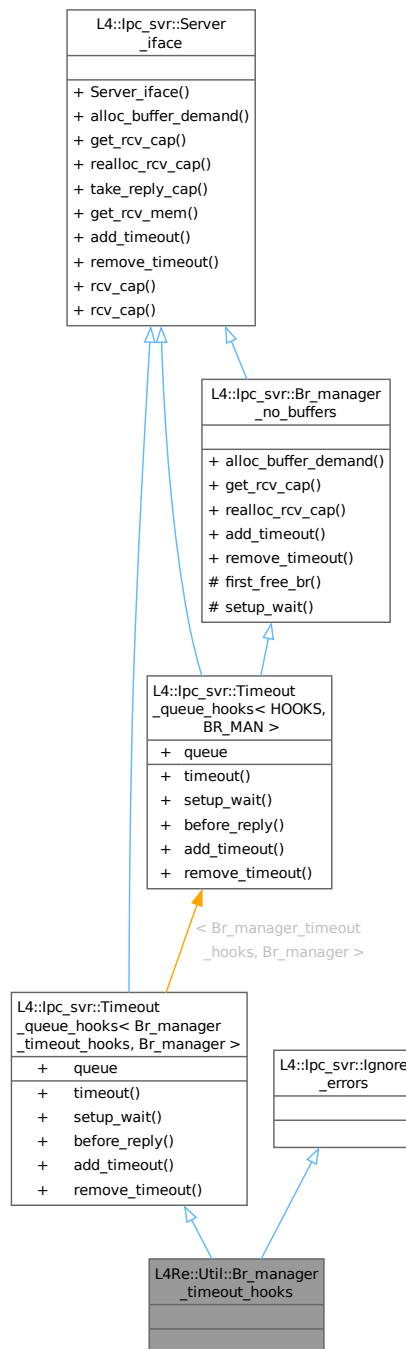 L4::Ipc_svr::Server
_iface
+ Server_iface()
+ alloc_buffer_demand()
+ get_rcv_cap()
+ realloc_rcv_cap()
+ take_reply_cap()
+ get_rcv_mem()
+ add_timeout()
+ remove_timeout()
+ rcv_cap()
+ rcv_cap()
L4::Ipc_svr::Br_manager
_no_buffers
+ alloc_buffer_demand()
+ get_rcv_cap()
+ realloc_rcv_cap()
+ add_timeout()
+ remove_timeout()
# first_free_br()
# setup_wait()
L4::Ipc_svr::Timeout
_queue_hooks< HOOKS,
BR_MAN >
+ queue
+ timeout()
+ setup_wait()
+ before_reply()
+ add_timeout()
+ remove_timeout()
< Br_manager_timeout
_hooks, Br_manager >
L4::Ipc_svr::Timeout
_queue_hooks< Br_manager
_timeout_hooks, Br_manager >
+ queue
+ timeout()
+ setup_wait()
+ before_reply()
+ add_timeout()
+ remove_timeout()
L4::Ipc_svr::Ignore
_errors
L4Re::Util::Br_manager
_timeout_hooks